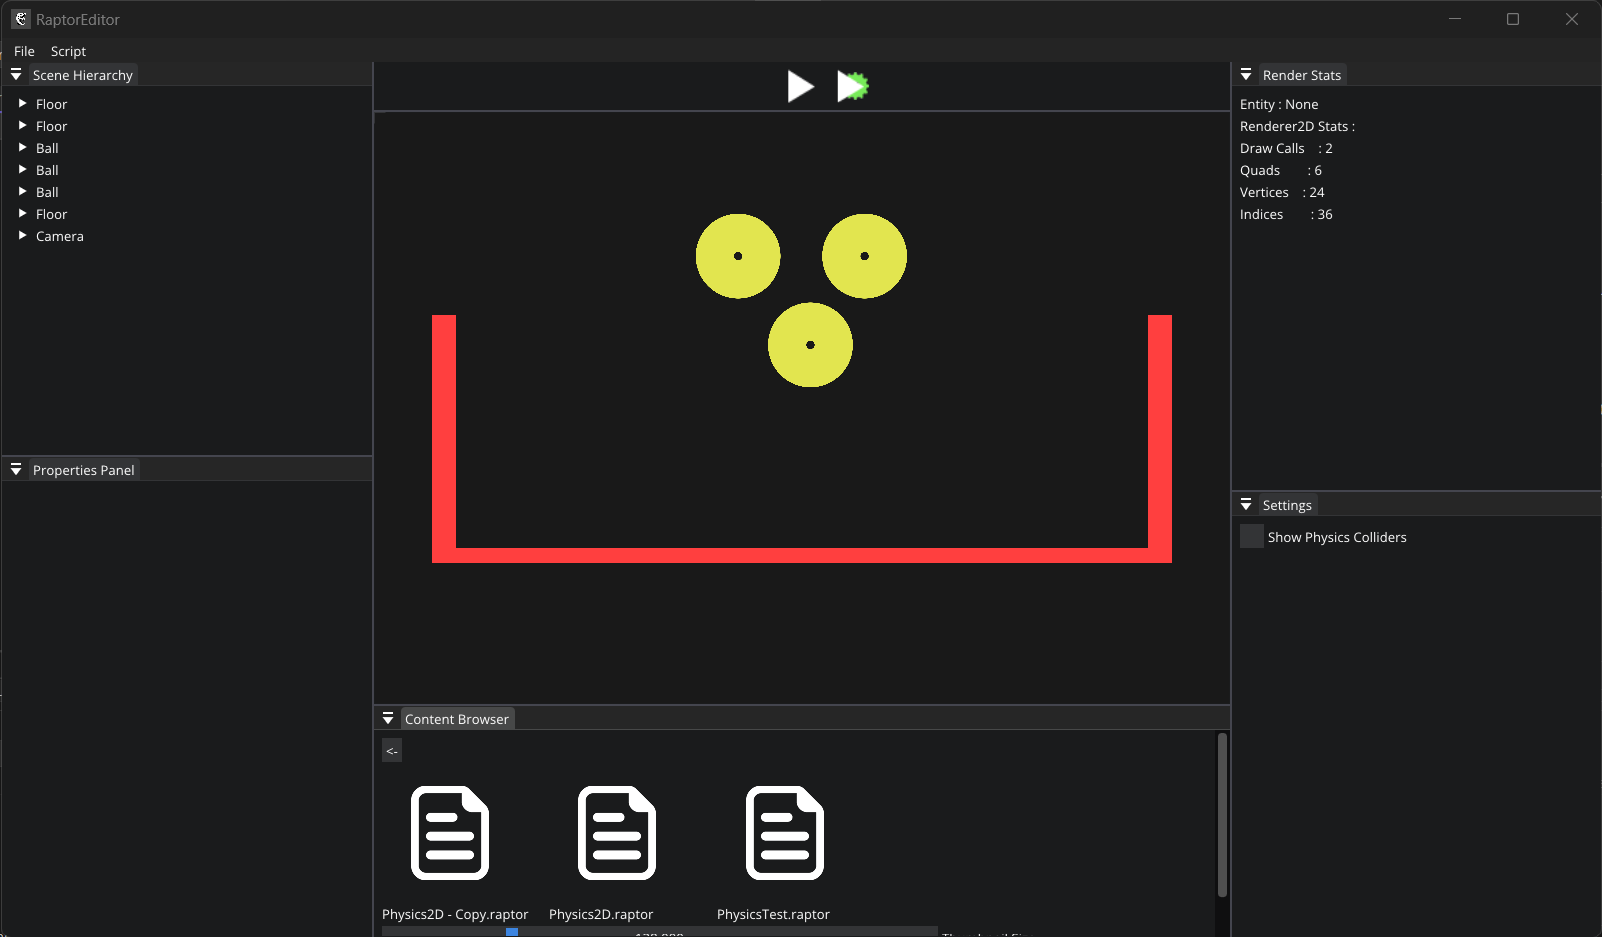 RaptorEditor
File Script
Scene Hierarchy
Floor
Floor
Ball
Ball
Ball
Floor
Camera
Properties Panel
Render Stats
Entity : None
Renderer2D Stats :
Draw Calls : 2
Quads : 6
Vertices : 24
Indices : 36
Settings
Show Physics Colliders
Content Browser
<-
Physics2D - Copy.raptor
Physics2D.raptor
PhysicsTest.raptor